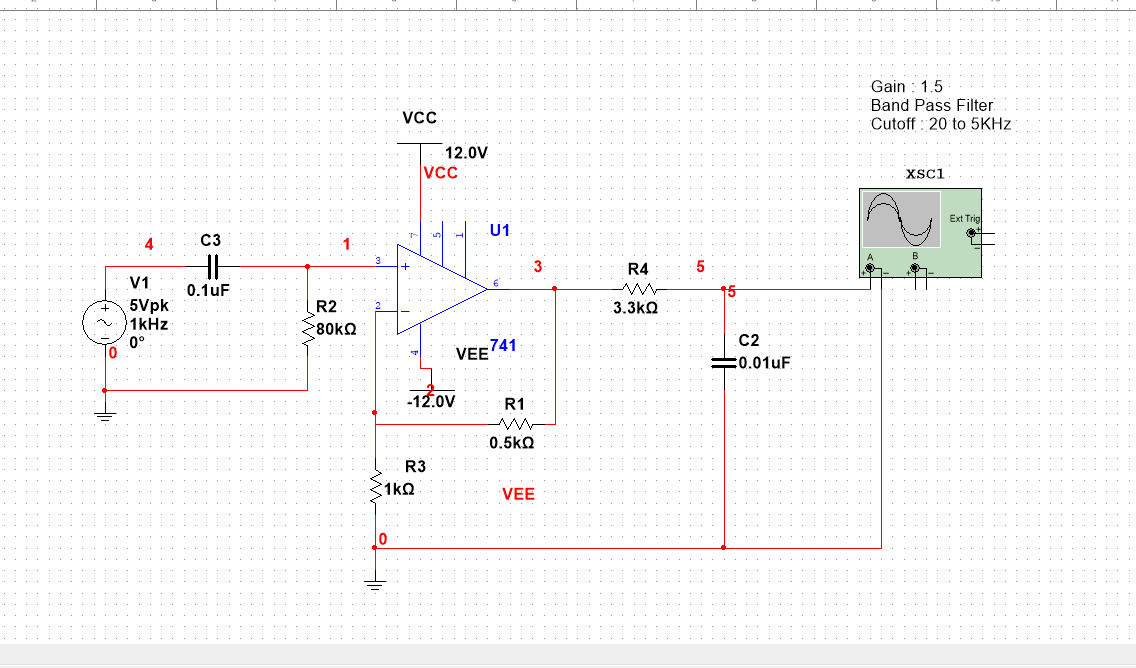 Gain : 1.5
Band Pass Filter
Cutoff : 20 to 5KHz
VCC
12.0V
VCC
XSC1
Ext Trig
+
−
A
B
+ −
+ −
U1
7
5
1
4
C3
1
0.1uF
3
+
2
−
6
3
R4
5
5
3.3kΩ
V1
5Vpk
1kHz
0°
+
−
0
R2
80kΩ
4
VEE
741
2
-12.0V
C2
0.01uF
R1
0.5kΩ
R3
1kΩ
VEE
0